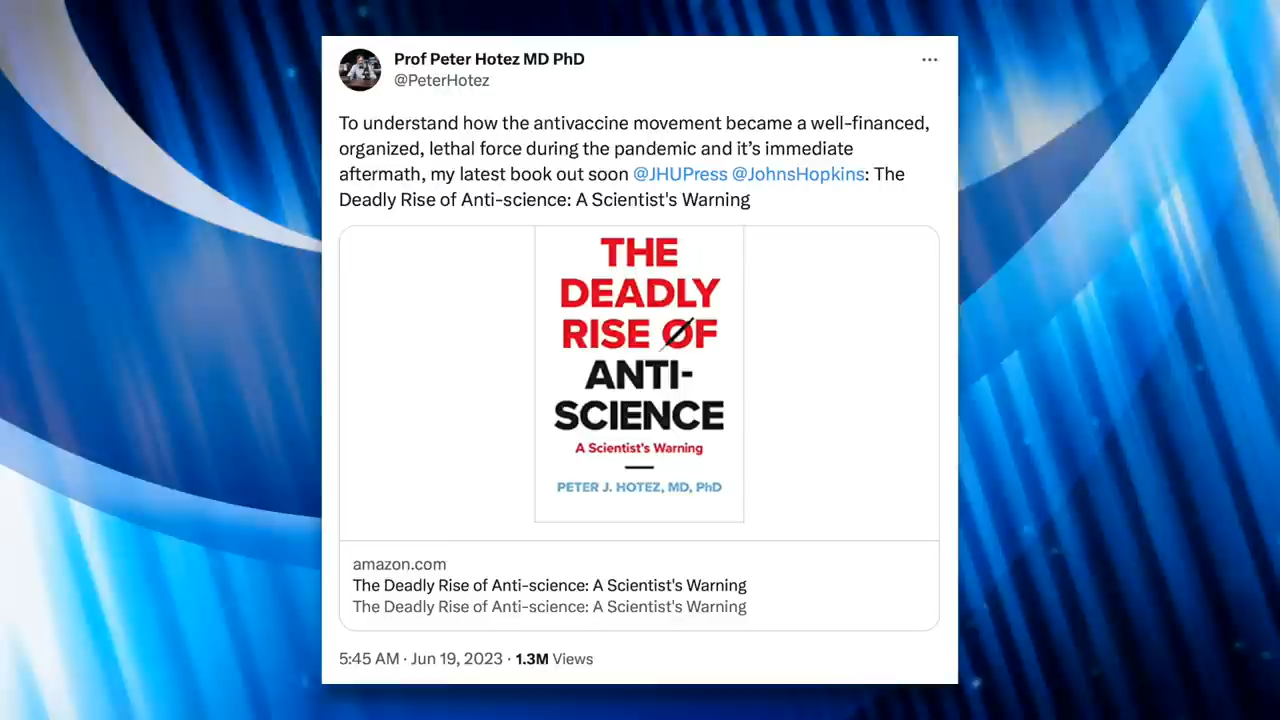 Prof Peter Hotez MD PhD
@PeterHotez
To understand how the antivaccine movement became a well-financed,
organized, lethal force during the pandemic and it’s immediate
aftermath, my latest book out soon @JHUPress @JohnsHopkins: The
Deadly Rise of Anti-science: A Scientist's Warning
THE
DEADLY
RISE OF
ANTI-
SCIENCE
A Scientist's Warning
PETER J. HOTEZ, MD, PhD
amazon.com
The Deadly Rise of Anti-science: A Scientist's Warning
The Deadly Rise of Anti-science: A Scientist's Warning
5:45 AM · Jun 19, 2023 · 1.3M Views